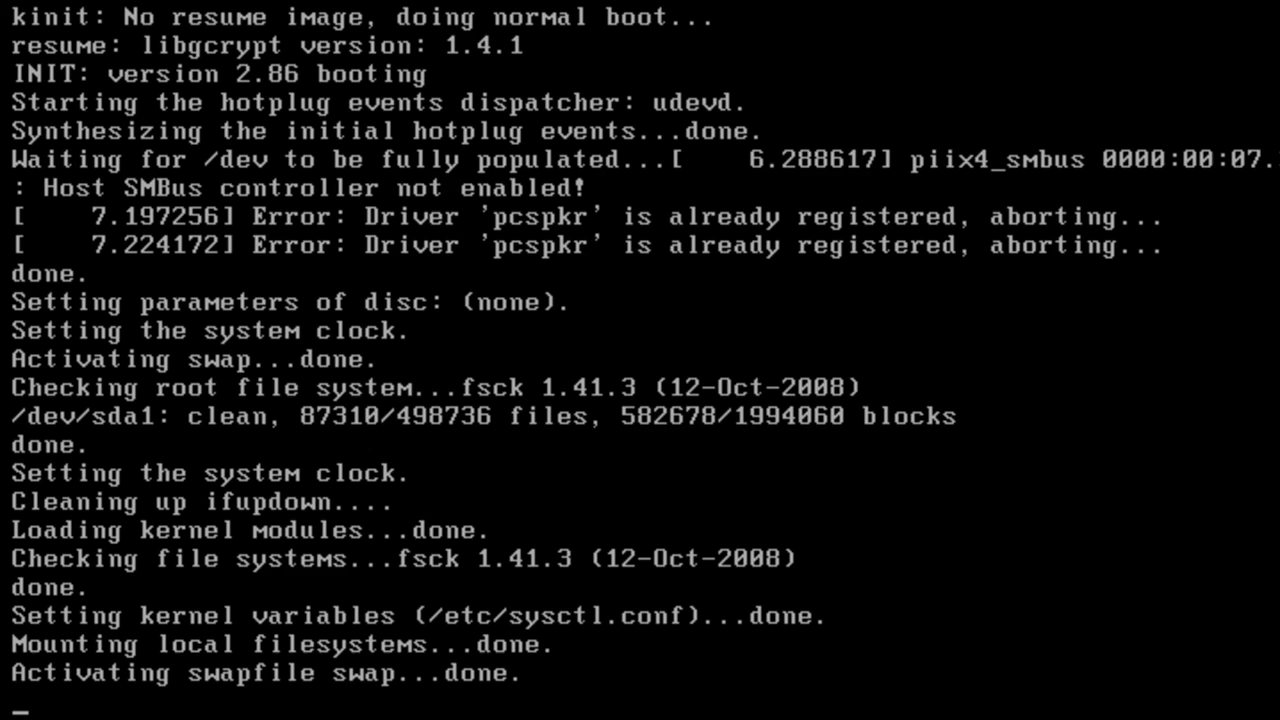 kinit: No resume image, doing normal boot...
resume: libgcrypt version: 1.4.1
INIT: version 2.86 booting
Starting the hotplug events dispatcher: udevd.
Synthesizing the initial hotplug events...done.
Waiting for /dev to be fully populated...[    6.288617] piix4_smbus 0000:00:07.
: Host SMBus controller not enabled!
[    7.197256] Error: Driver 'pcspkr' is already registered, aborting...
[    7.224172] Error: Driver 'pcspkr' is already registered, aborting...
done.
Setting parameters of disc: (none).
Setting the system clock.
Activating swap...done.
Checking root file system...fsck 1.41.3 (12-Oct-2008)
/dev/sda1: clean, 87310/498736 files, 582678/1994060 blocks
done.
Setting the system clock.
Cleaning up ifupdown....
Loading kernel modules...done.
Checking file systems...fsck 1.41.3 (12-Oct-2008)
done.
Setting kernel variables (/etc/sysctl.conf)...done.
Mounting local filesystems...done.
Activating swapfile swap...done.